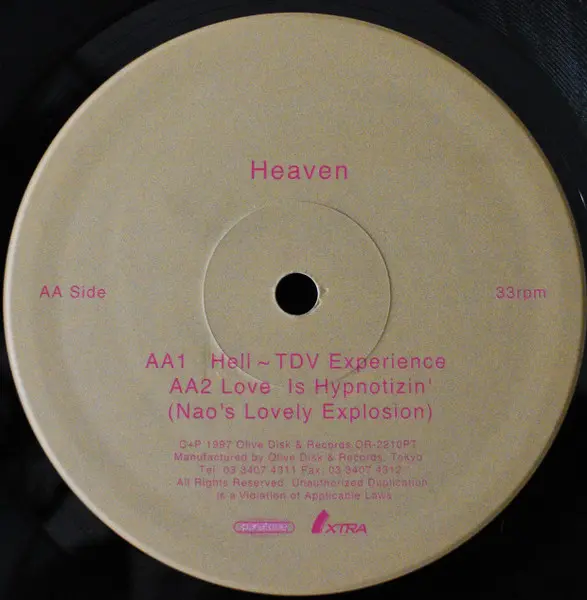 Heaven
AA Side
33rpm
AA1 Hell ~ TDV Experience
AA2 Love Is Hypnotizin'
(Nao's Lovely Explosion)
C+P 1997 Olive Disk & Records OR-2210PT
Manufactured by Olive Disk & Records, Tokyo
Tel. 03 3407 4311 Fax. 03 3407 4312
All Rights Reserved. Unauthorized Duplication
is a Violation of Applicable Laws
XTRA